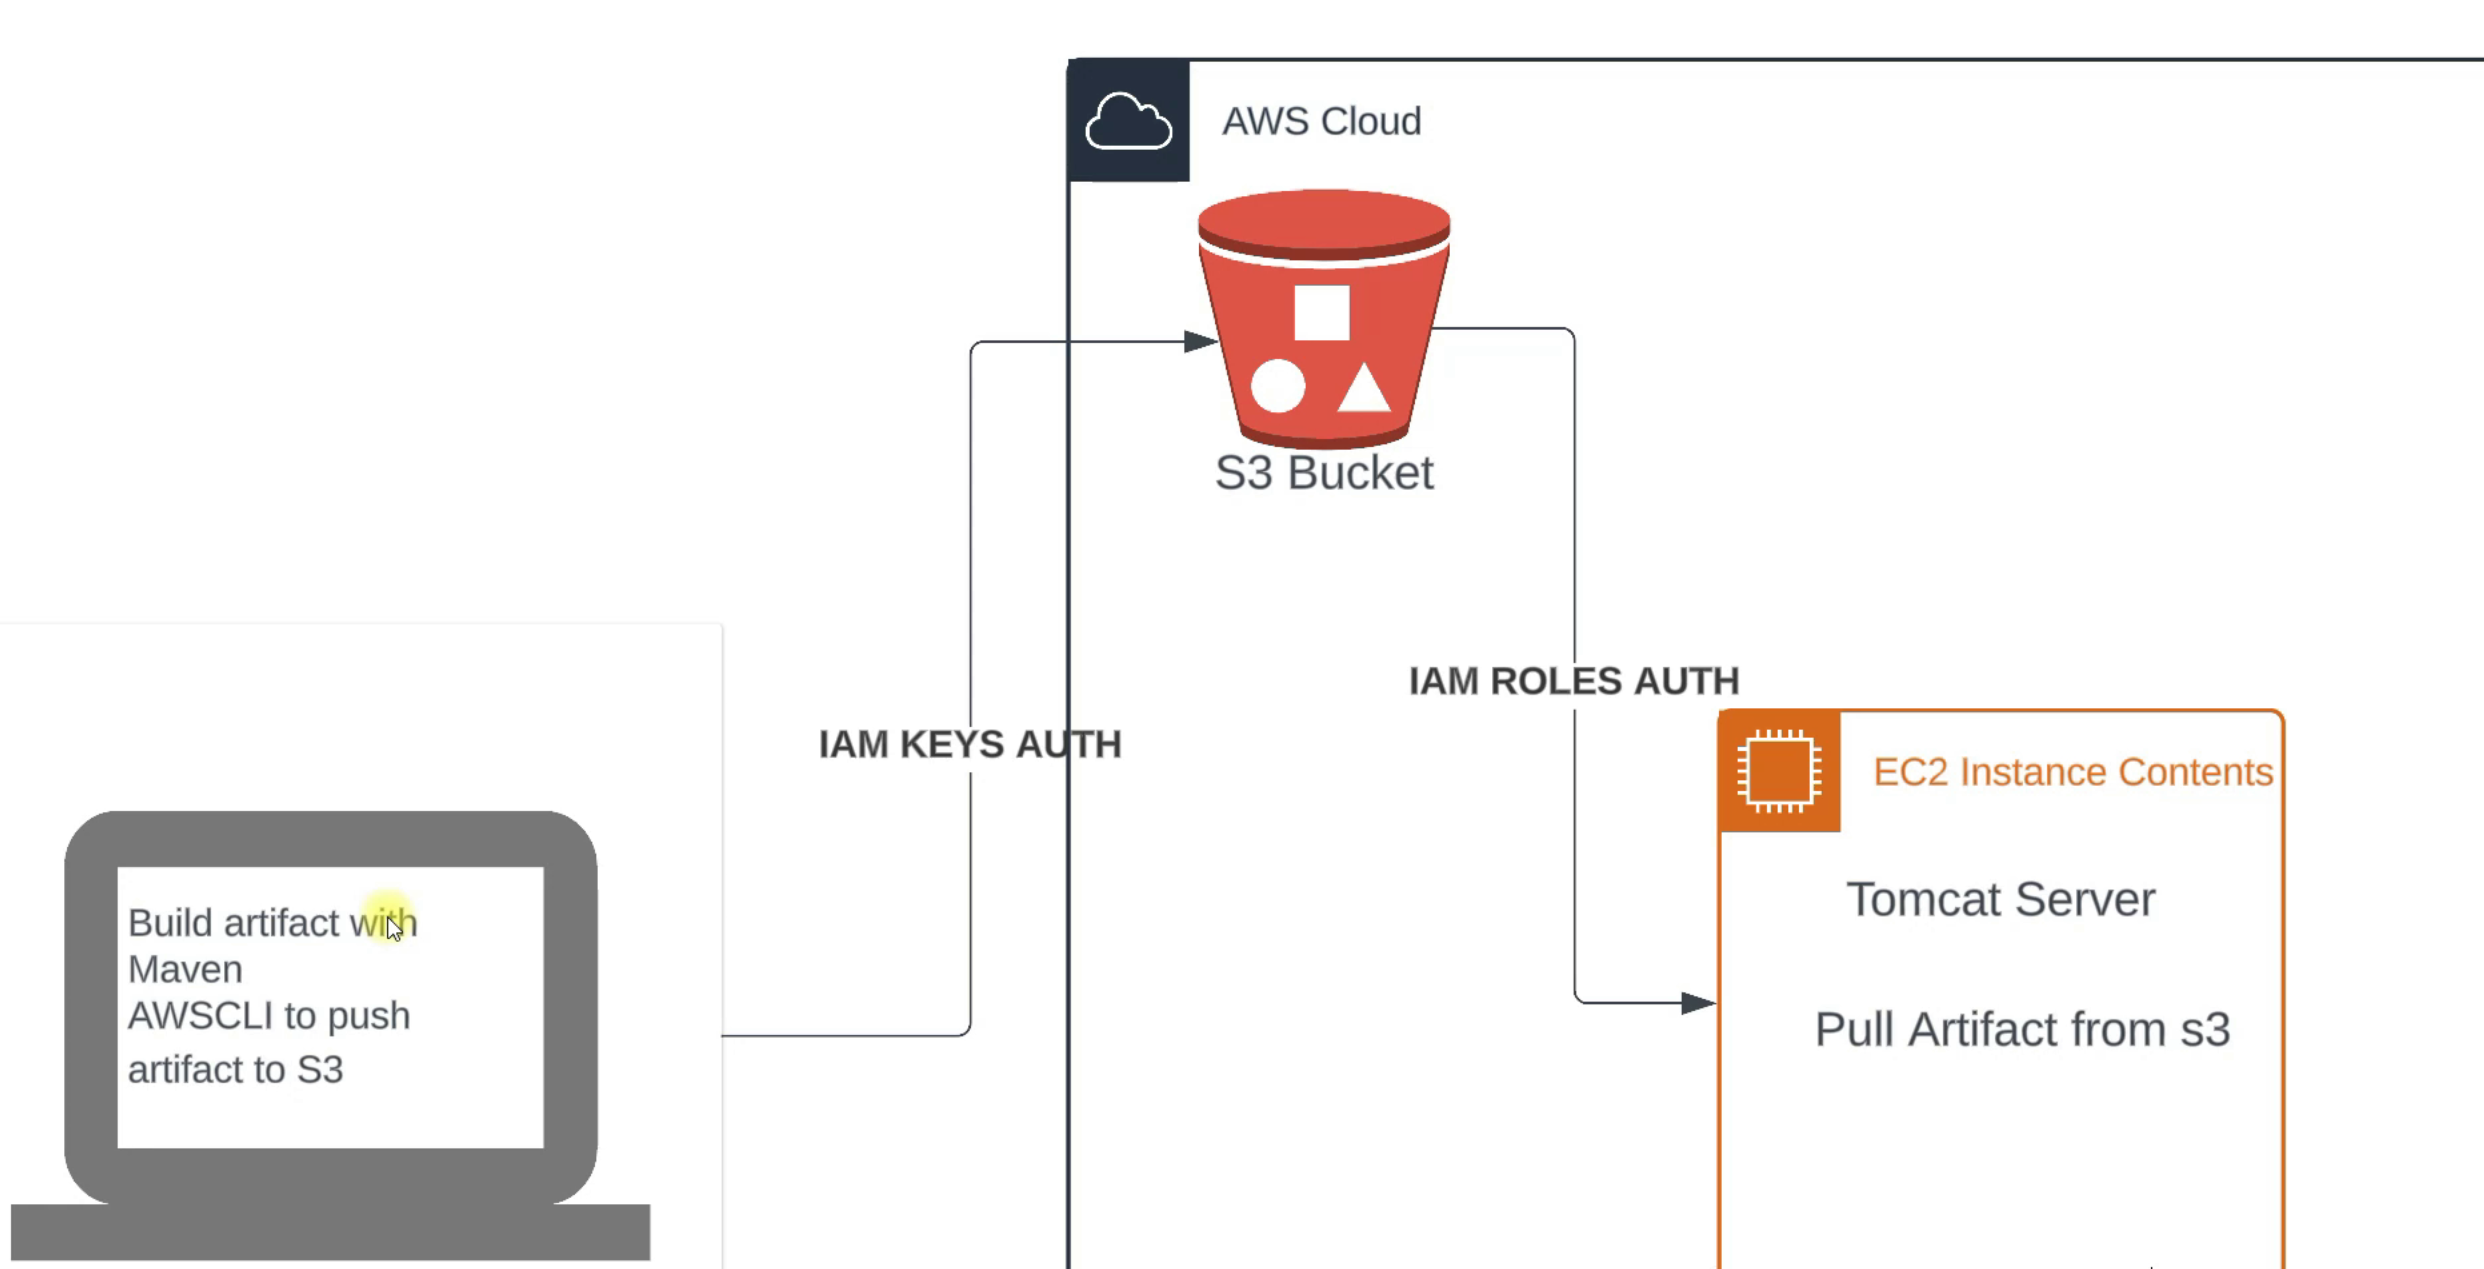 AWS Cloud
S3 Bucket
IAM ROLES AUTH
IAM KEYS AUTH
EC2 Instance Contents
Tomcat Server
Pull Artifact from s3
Build artifact with
Maven
AWSCLI to push
artifact to S3